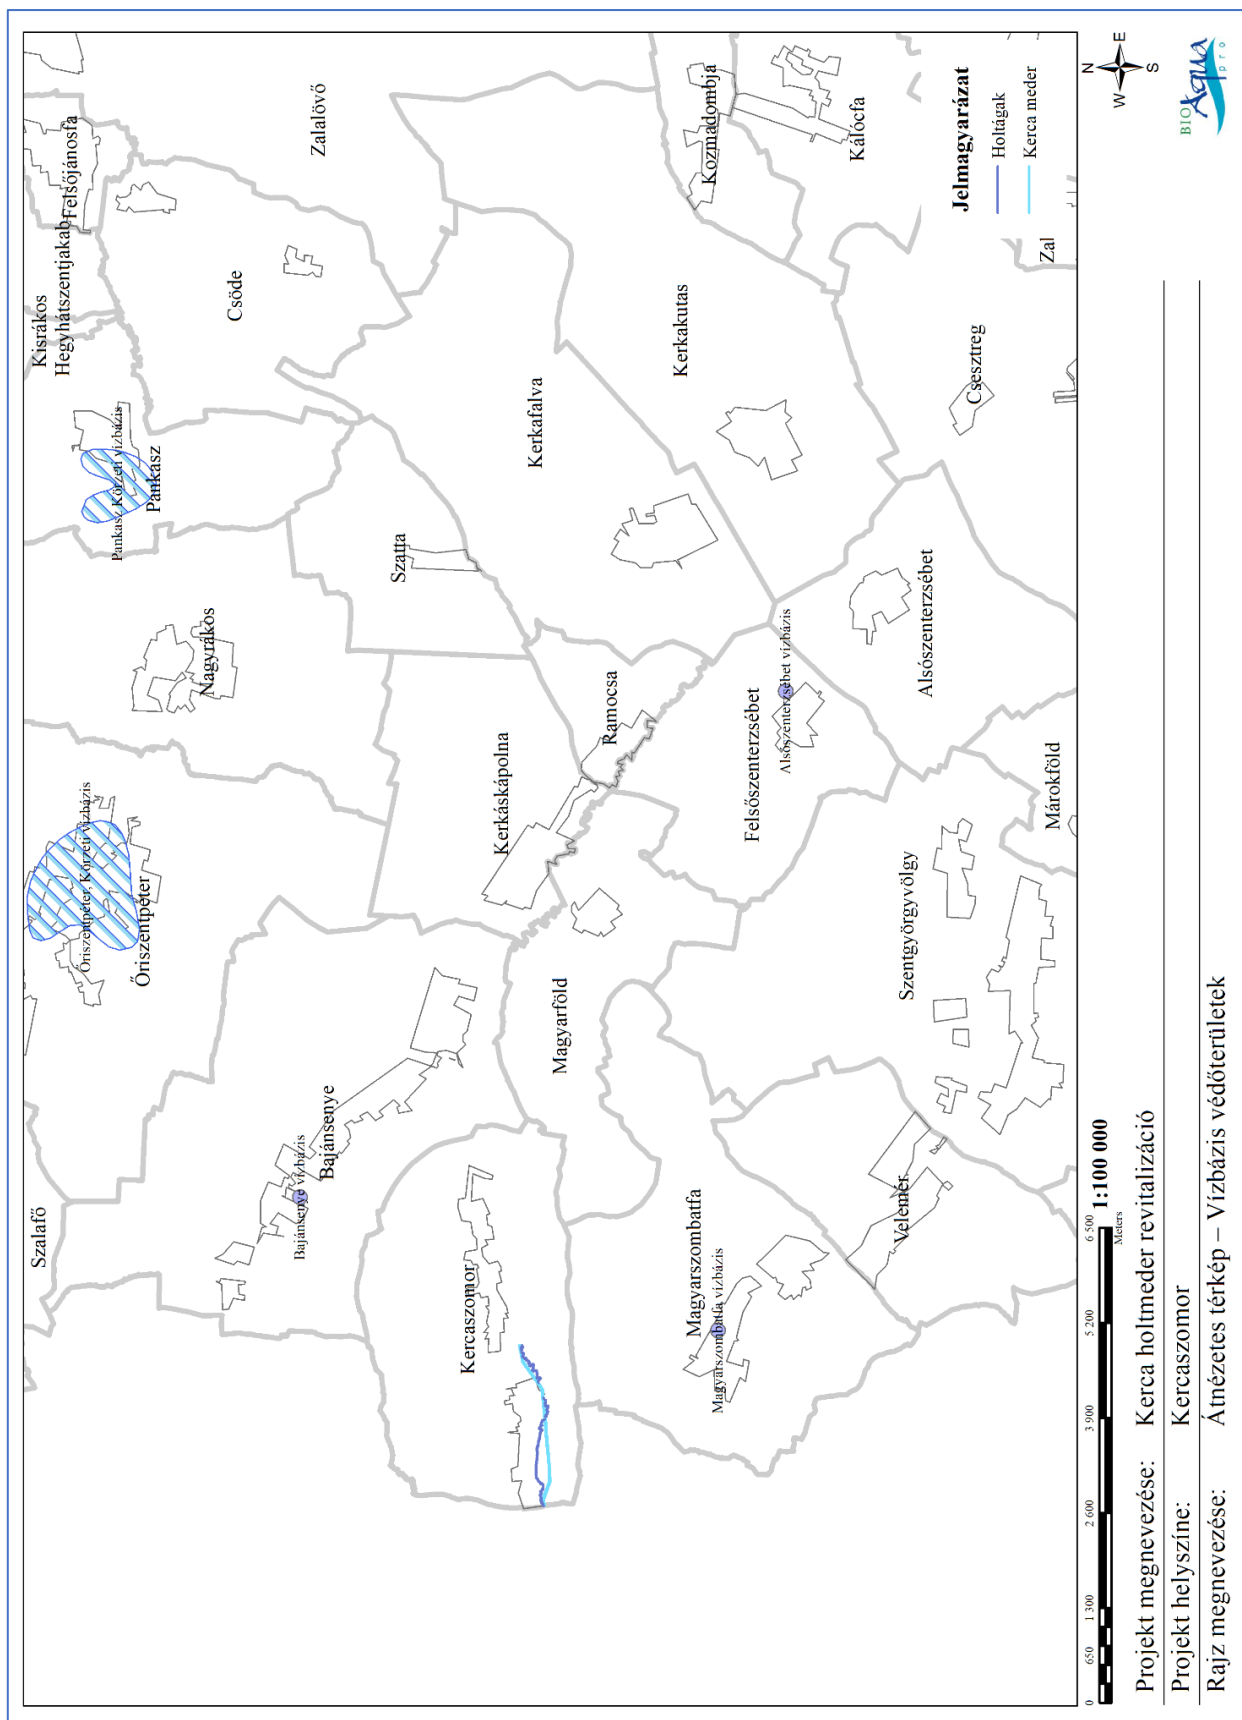 Szalafő
Kisrákos
Hegyhátszentjakab
Felsőjánosfa
Őriszentpéter, Körzeti vízbázis
Őriszentpéter
Pankasz Körzeti vízbázis
Pankasz
Nagyrákos
Csöde
Zalalövő
Bajánsenye vízbázis
Bajánsenye
Szatta
Kercaszomor
Kerkáskápolna
Kerkafalva
Magyarföld
Ramocsa
Kerkakutas
Kozmadombja
Magyarszombatfa
Magyarszombatfa vízbázis
Felsőszenterzsébet
Alsószenterzsébet vízbázis
Kálócfa
Velemér
Szentgyörgyvölgy
Alsószenterzsébet
Csesztreg
Márokföld
Zal
Jelmagyarázat
Holtágak
Kerca meder
0 650 1 300 2 600 3 900 5 200 6 500
Meters
1:100 000
N
W E
S
Projekt megnevezése: Kerca holtmeder revitalizáció
Projekt helyszíne: Kercaszomor
Rajz megnevezése: Átnézetes térkép – Vízbázis védőterületek
BIO
Aqua
pro